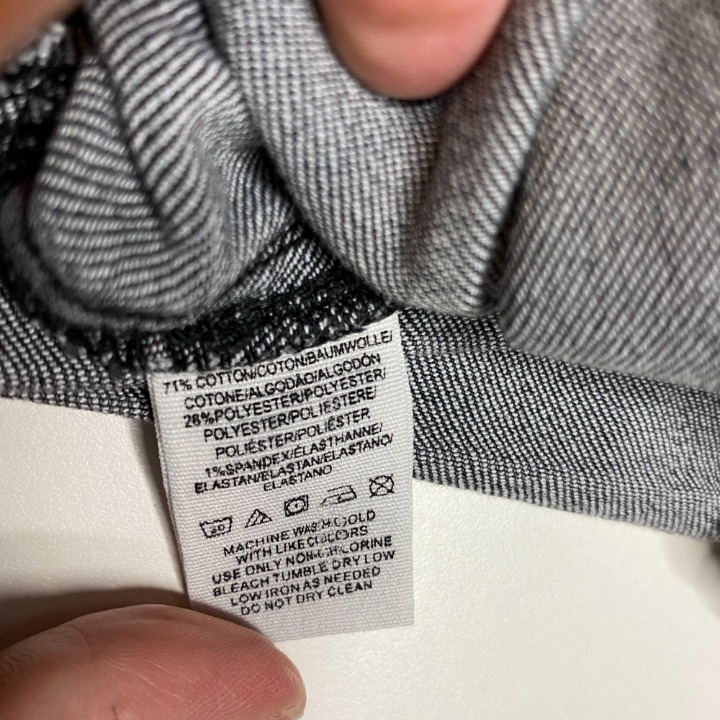 71% COTTON/COTON/BAUMWOLLE/
COTONE/ALGODÃO/ALGODÓN
28%POLYESTER/POLYESTER/
POLYESTER/POLIESTERE/
POLIÉSTER/POLIÉSTER
1%SPANDEX/ÉLASTHANNE/
ELASTAN/ELASTAN/ELASTANO/
ELASTANO
30
MACHINE WASH COLD
WITH LIKE COLORS
USE ONLY NON-CHLORINE
BLEACH TUMBLE DRY LOW
LOW IRON AS NEEDED
DO NOT DRY CLEAN